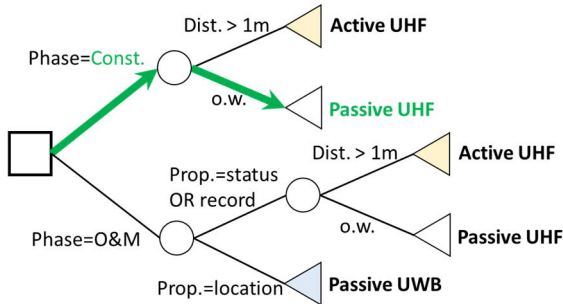 Dist. > 1m
Active UHF
Phase=Const.
o.w.
Passive UHF
Dist. > 1m
Active UHF
Prop.=status
OR record
Phase=O&M
o.w.
Passive UHF
Prop.=location
Passive UWB